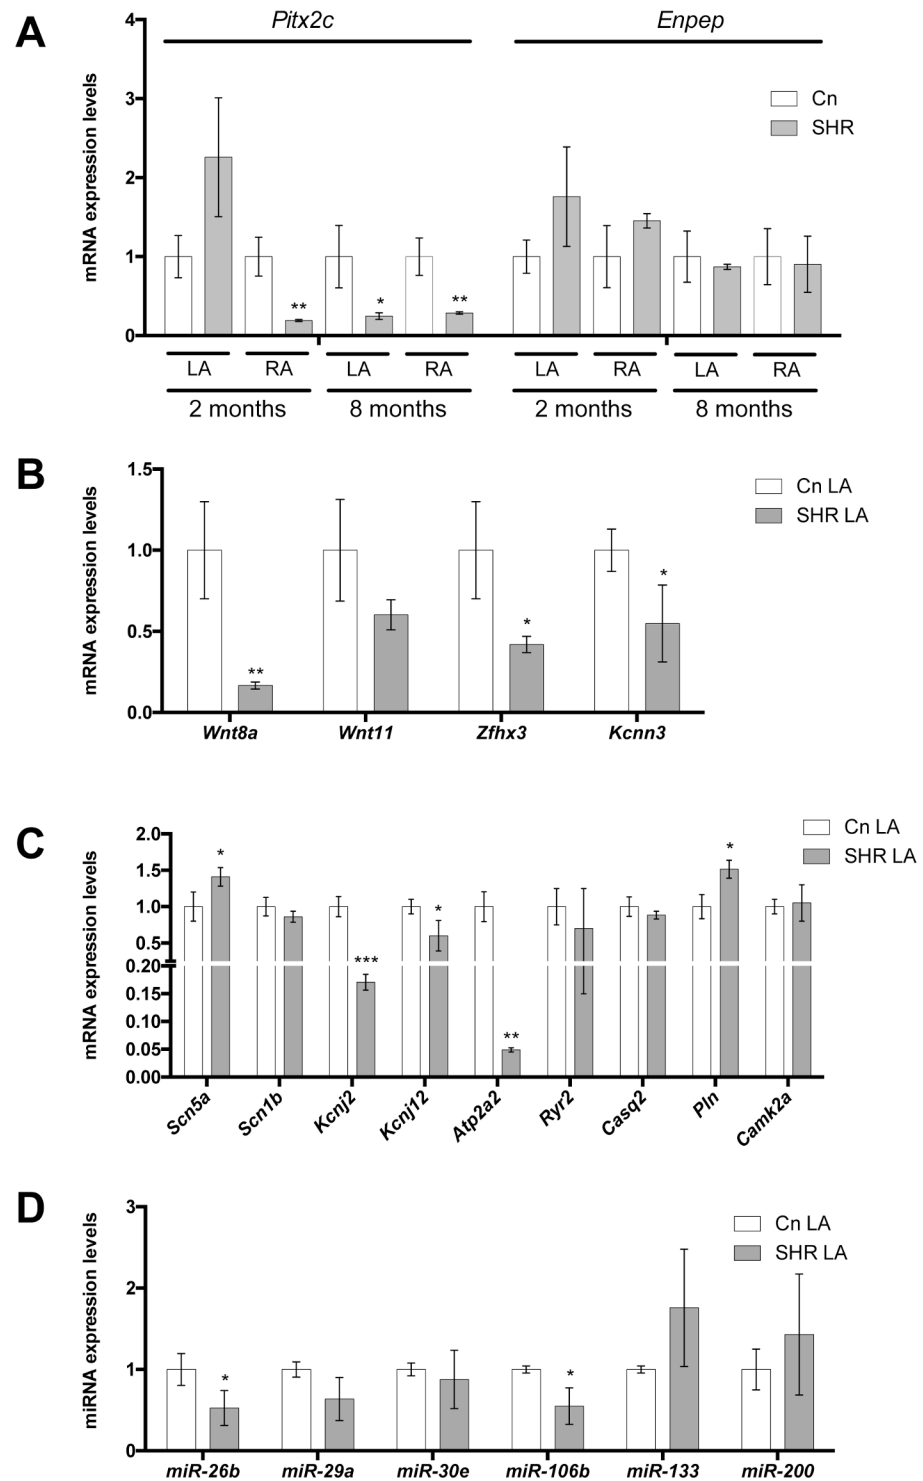 A
Pitx2c
Enpep
mRNA expression levels
4
3
2
1
0
Cn
SHR
**
*
**
LA
RA
LA
RA
LA
RA
LA
RA
2 months
8 months
2 months
8 months
B
mRNA expression levels
1.5
1.0
0.5
0.0
Cn LA
SHR LA
**
*
*
Wnt8a
Wnt11
Zfhx3
Kcnn3
C
mRNA expression levels
2.0
1.5
1.0
0.5
0.20
0.15
0.10
0.05
0.00
Cn LA
SHR LA
*
***
*
**
*
Scn5a
Scn1b
Kcnj2
Kcnj12
Atp2a2
Ryr2
Casq2
Pln
Camk2a
D
miRNA expression levels
3
2
1
0
Cn LA
SHR LA
*
*
miR-26b
miR-29a
miR-30e
miR-106b
miR-133
miR-200